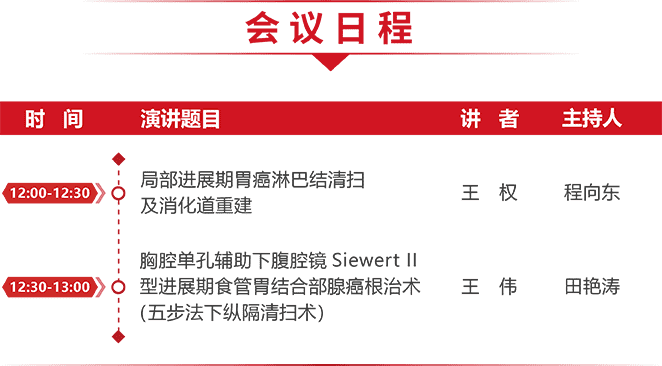 会议日程
时 间 演讲题目 讲 者 主持人
12:00-12:30 局部进展期胃癌淋巴结清扫
及消化道重建 王 权 程向东
12:30-13:00 胸腔单孔辅助下腹腔镜 Siewert II
型进展期食管胃结合部腺癌根治术
(五步法下纵隔清扫术) 王 伟 田艳涛